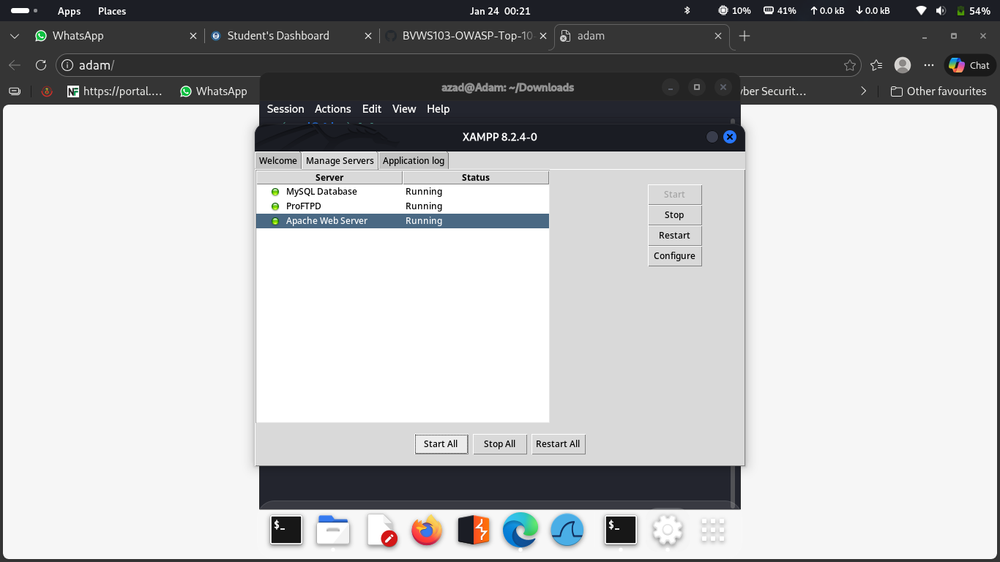 Apps Places Jan 24 00:21 10% 41% 0.0 kB 0.0 kB 54%
WhatsApp Student's Dashboard BVWS103-OWASP-Top-10- adam
adam/ Chat
https://portal.... WhatsApp yber Securit... Other favourites
azad@Adam: ~/Downloads
Session Actions Edit View Help
XAMPP 8.2.4-0
Welcome Manage Servers Application log
Server Status
MySQL Database Running
ProFTPD Running
Apache Web Server Running
Start
Stop
Restart
Configure
Start All Stop All Restart All
$_ $_